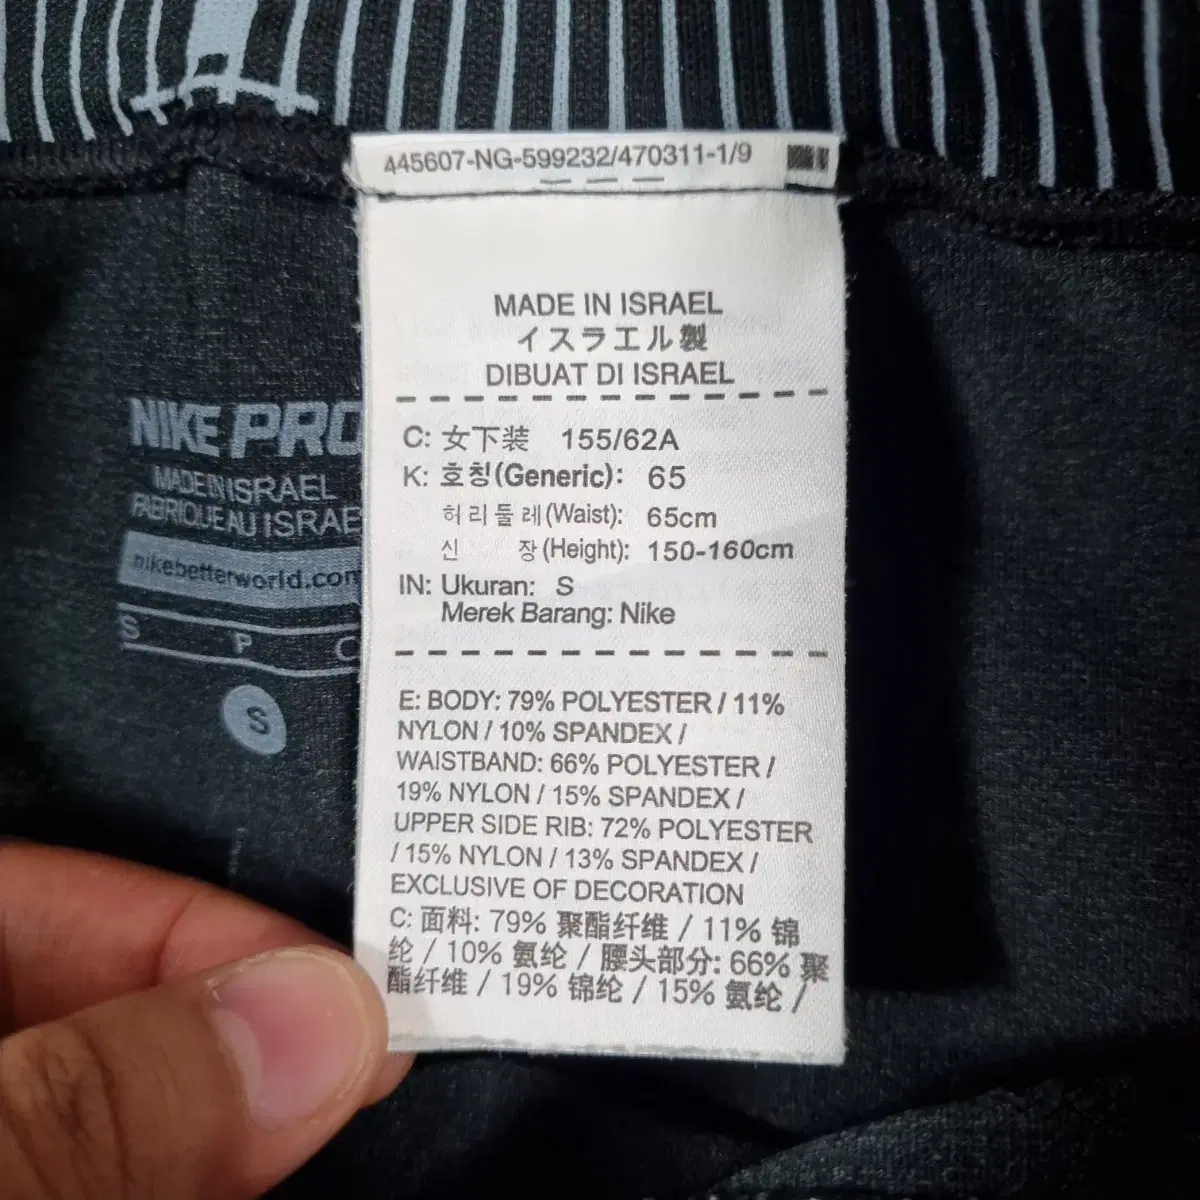 445607-NG-599232/470311-1/9
MADE IN ISRAEL
イスラエル製
DIBUAT DI ISRAEL
C: 女下装 155/62A
K: 호칭(Generic): 65
허리둘레(Waist): 65cm
신 장(Height): 150-160cm
IN: Ukuran: S
Merek Barang: Nike
E: BODY: 79% POLYESTER / 11%
NYLON / 10% SPANDEX /
WAISTBAND: 66% POLYESTER /
19% NYLON / 15% SPANDEX /
UPPER SIDE RIB: 72% POLYESTER
/ 15% NYLON / 13% SPANDEX /
EXCLUSIVE OF DECORATION
C: 面料: 79% 聚酯纤维 / 11% 锦
纶 / 10% 氨纶 / 腰头部分: 66% 聚
酯纤维 / 19% 锦纶 / 15% 氨纶 /
NIKE PRO
MADE IN ISRAEL
FABRIQUE AU ISRAE
nikebetterworld.com
S P C
S